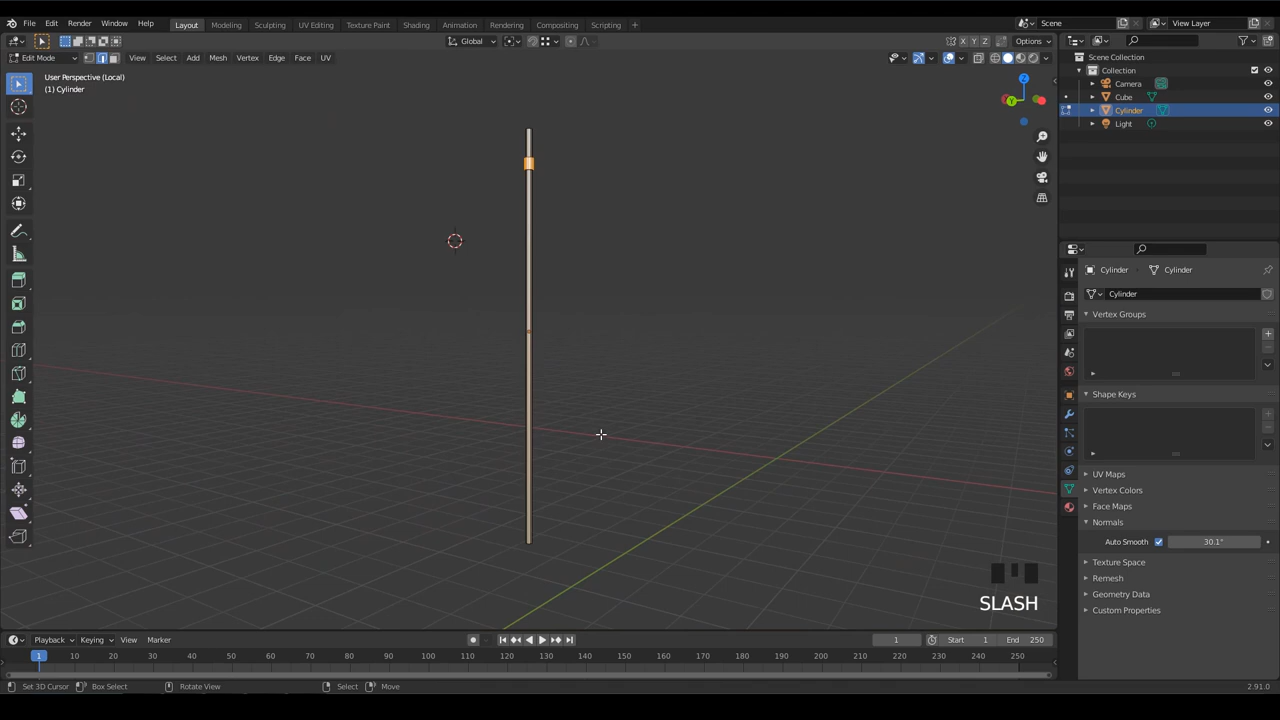 File Edit Render Window Help Layout Modeling Sculpting UV Editing Texture Paint Shading Animation Rendering Compositing Scripting + Scene View Layer
Global X Y Z Options
Edit Mode View Select Add Mesh Vertex Edge Face UV
User Perspective (Local)
(1) Cylinder
Z
Y
Scene Collection
Collection
Camera
Cube
Cylinder
Light
Cylinder Cylinder
Cylinder
Vertex Groups
Shape Keys
UV Maps
Vertex Colors
Face Maps
Normals
Auto Smooth 30.1°
Texture Space
Remesh
Geometry Data
Custom Properties
SLASH
Playback Keying View Marker 1 Start 1 End 250
1 10 20 30 40 50 60 70 80 90 100 110 120 130 140 150 160 170 180 190 200 210 220 230 240 250
Set 3D Cursor Box Select Rotate View Select Move 2.91.0